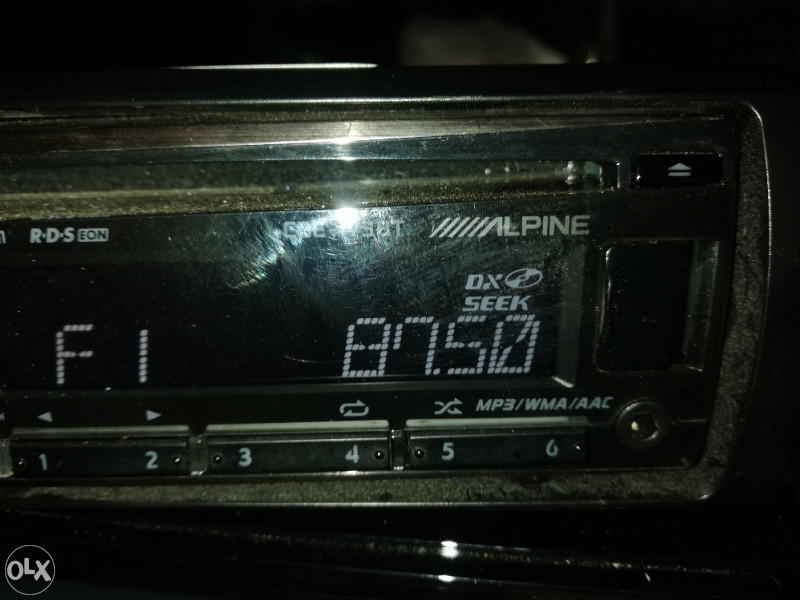 R·D·S EON
ALPINE
DX
SEEK
F1 87.50
MP3/WMA/AAC
1 2 3 4 5 6
OLX